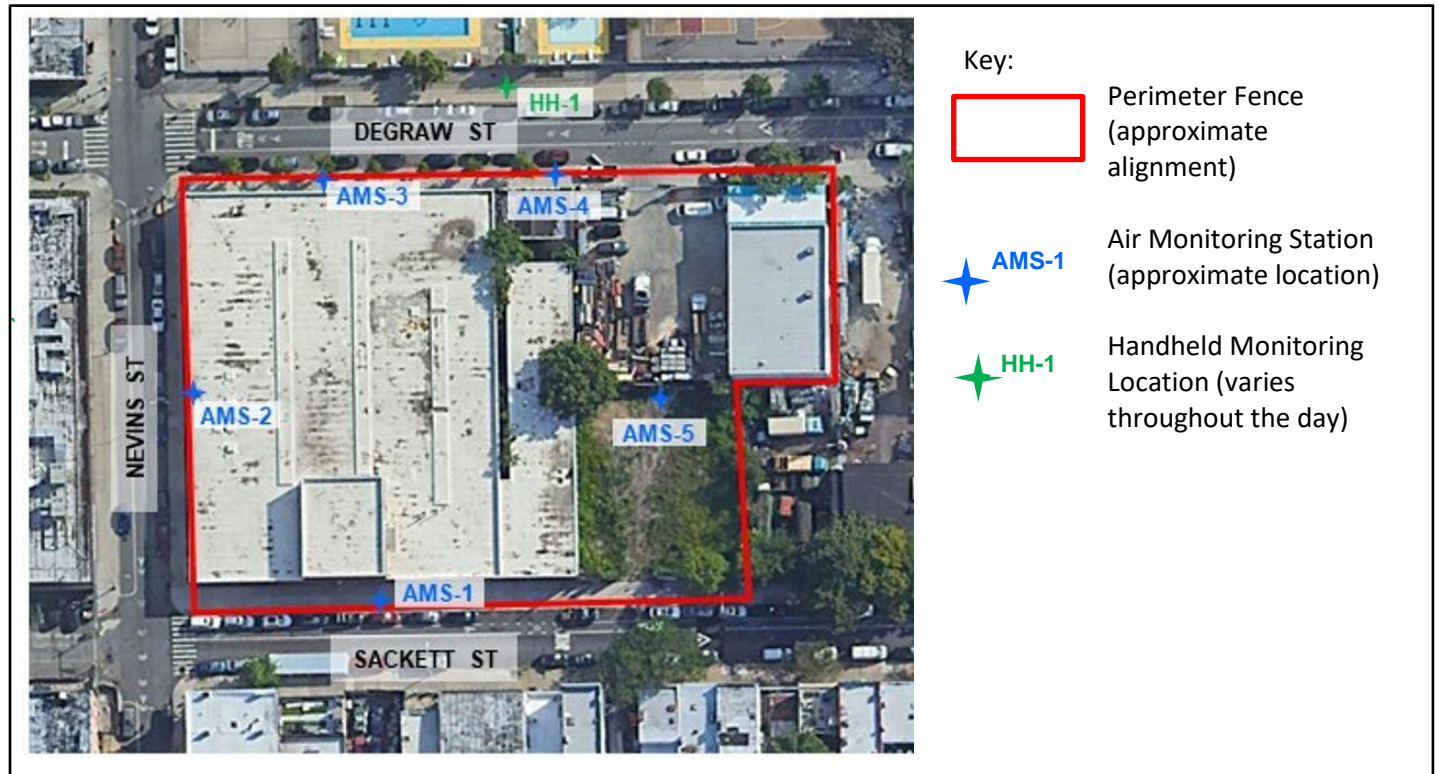 HH-1
DEGRAW ST
AMS-3
AMS-4
NEVINS ST
AMS-2
AMS-5
AMS-1
SACKETT ST
Key:
Perimeter Fence
(approximate
alignment)
AMS-1
Air Monitoring Station
(approximate location)
HH-1
Handheld Monitoring
Location (varies
throughout the day)